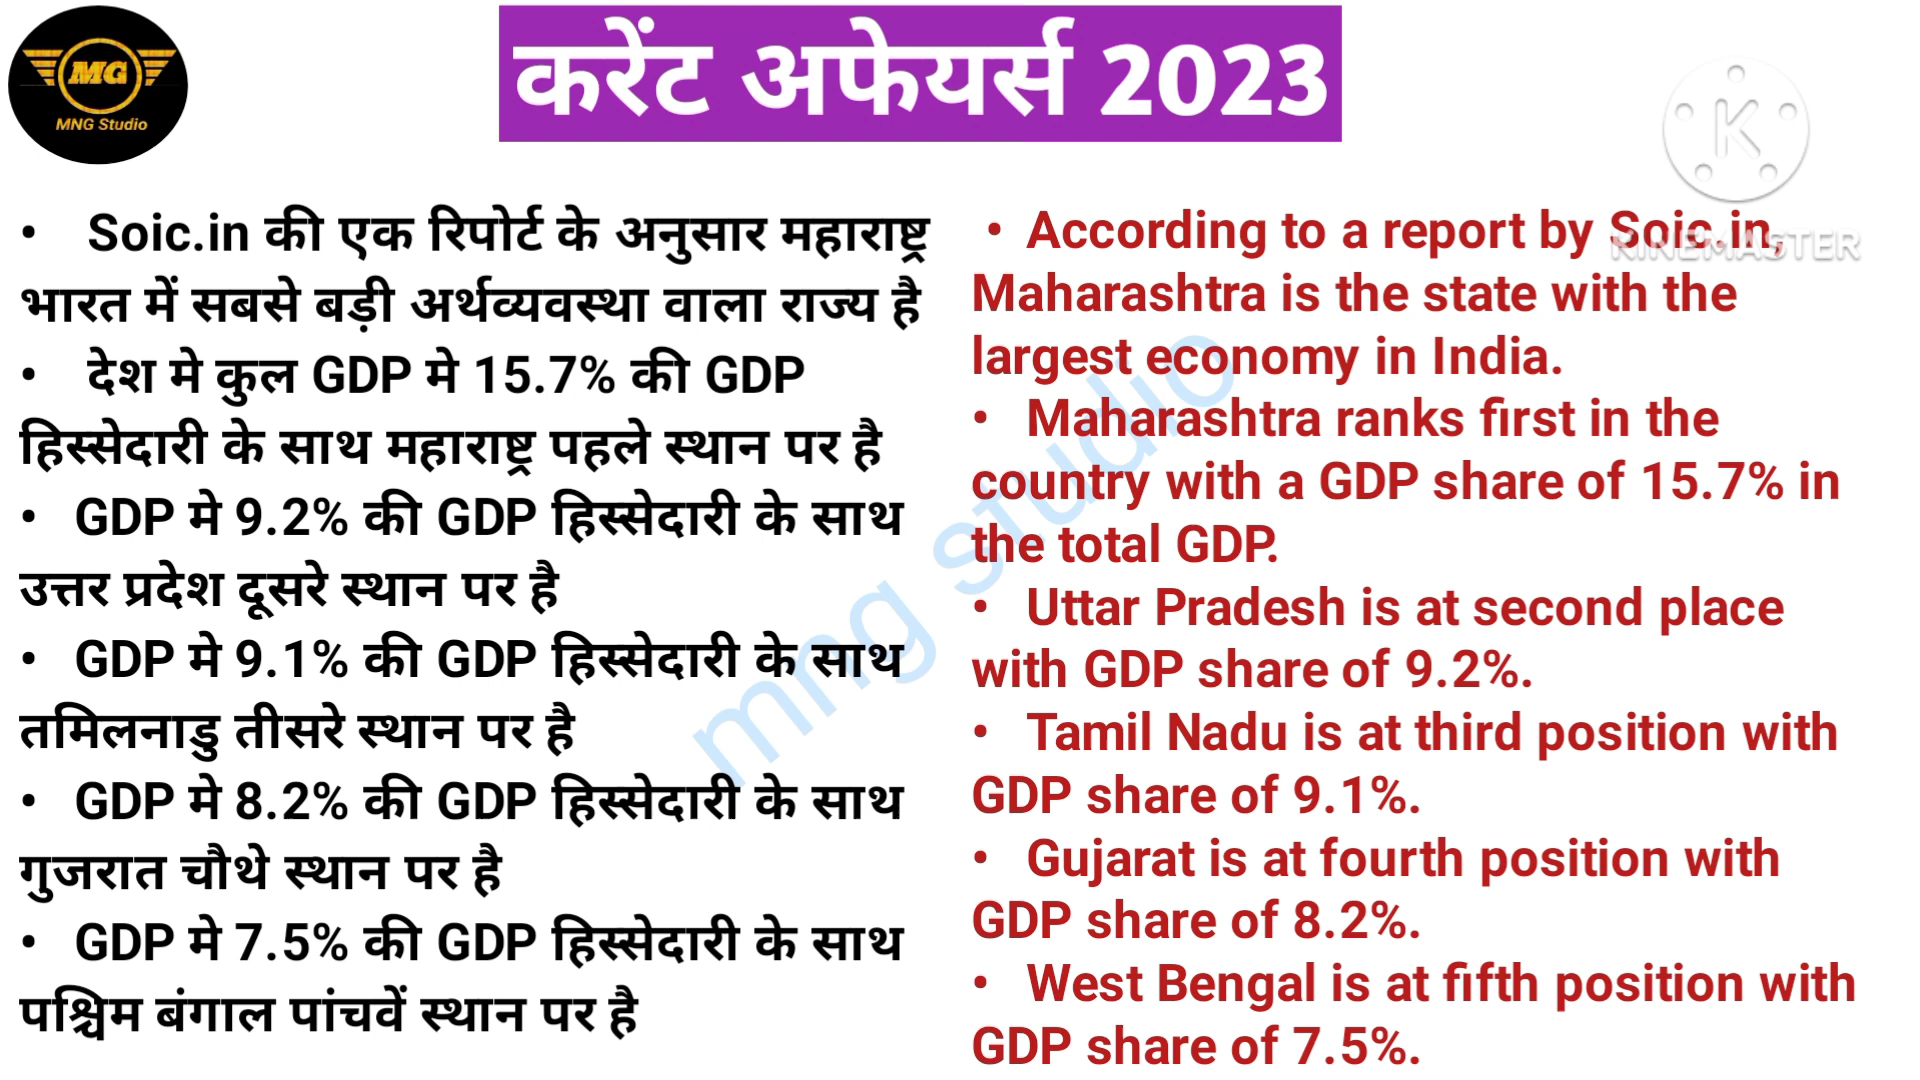 MG
MNG Studio
करेंट अफेयर्स 2023
K
KINEMASTER
• Soic.in की एक रिपोर्ट के अनुसार महाराष्ट्र
भारत में सबसे बड़ी अर्थव्यवस्था वाला राज्य है
• देश मे कुल GDP मे 15.7% की GDP
हिस्सेदारी के साथ महाराष्ट्र पहले स्थान पर है
• GDP मे 9.2% की GDP हिस्सेदारी के साथ
उत्तर प्रदेश दूसरे स्थान पर है
• GDP मे 9.1% की GDP हिस्सेदारी के साथ
तमिलनाडु तीसरे स्थान पर है
• GDP मे 8.2% की GDP हिस्सेदारी के साथ
गुजरात चौथे स्थान पर है
• GDP मे 7.5% की GDP हिस्सेदारी के साथ
पश्चिम बंगाल पांचवें स्थान पर है
• According to a report by Soic.in,
Maharashtra is the state with the
largest economy in India.
• Maharashtra ranks first in the
country with a GDP share of 15.7% in
the total GDP.
• Uttar Pradesh is at second place
with GDP share of 9.2%.
• Tamil Nadu is at third position with
GDP share of 9.1%.
• Gujarat is at fourth position with
GDP share of 8.2%.
• West Bengal is at fifth position with
GDP share of 7.5%.
mng studio